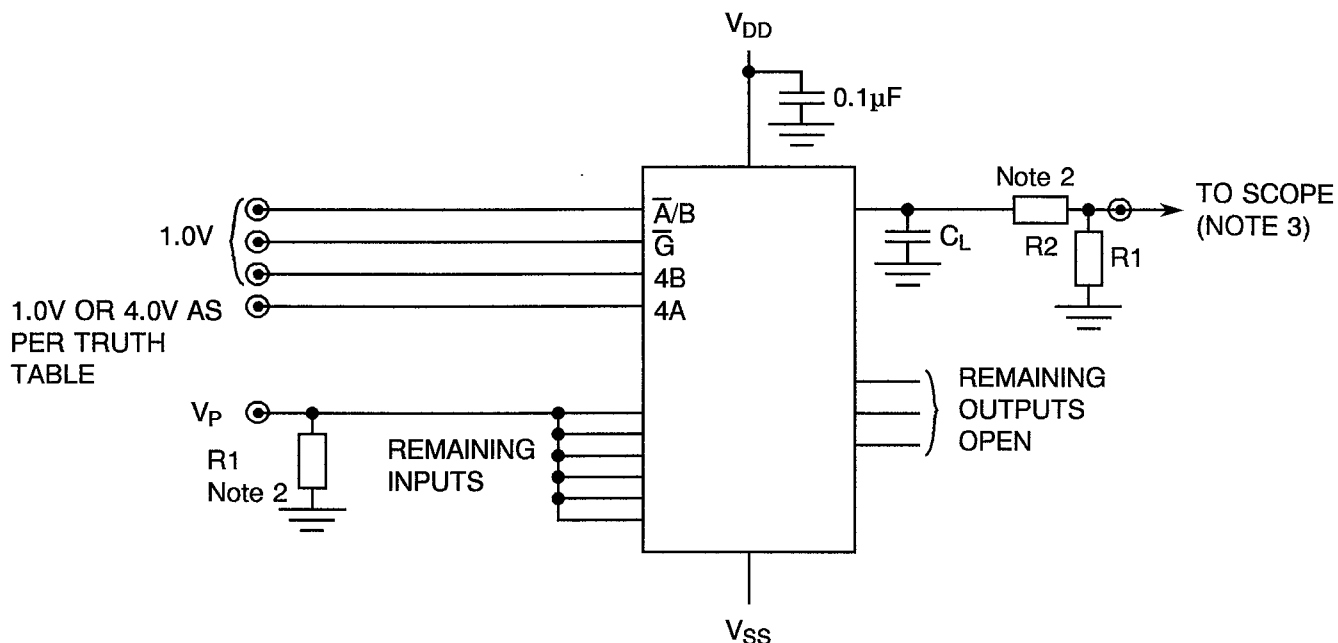 VDD
0.1µF
A̅/B
G̅
4B
4A
1.0V
1.0V OR 4.0V AS
PER TRUTH
TABLE
VP
R1
Note 2
REMAINING
INPUTS
CL
Note 2
R2
R1
TO SCOPE
(NOTE 3)
REMAINING
OUTPUTS
OPEN
VSS